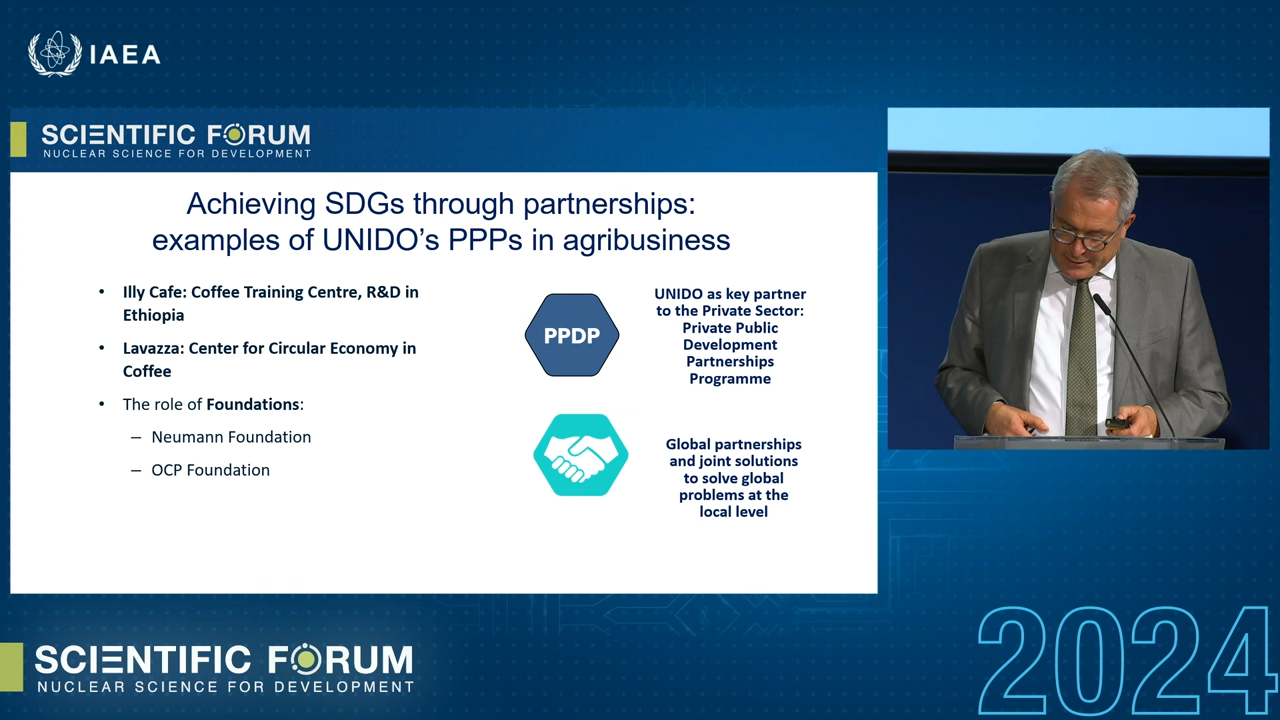 IAEA
SCIENTIFIC FORUM
NUCLEAR SCIENCE FOR DEVELOPMENT
Achieving SDGs through partnerships:
examples of UNIDO's PPPs in agribusiness
• Illy Cafe: Coffee Training Centre, R&D in
Ethiopia
• Lavazza: Center for Circular Economy in
Coffee
• The role of Foundations:
– Neumann Foundation
– OCP Foundation
PPDP
UNIDO as key partner
to the Private Sector:
Private Public
Development
Partnerships
Programme
Global partnerships
and joint solutions
to solve global
problems at the
local level
SCIENTIFIC FORUM
NUCLEAR SCIENCE FOR DEVELOPMENT
2024